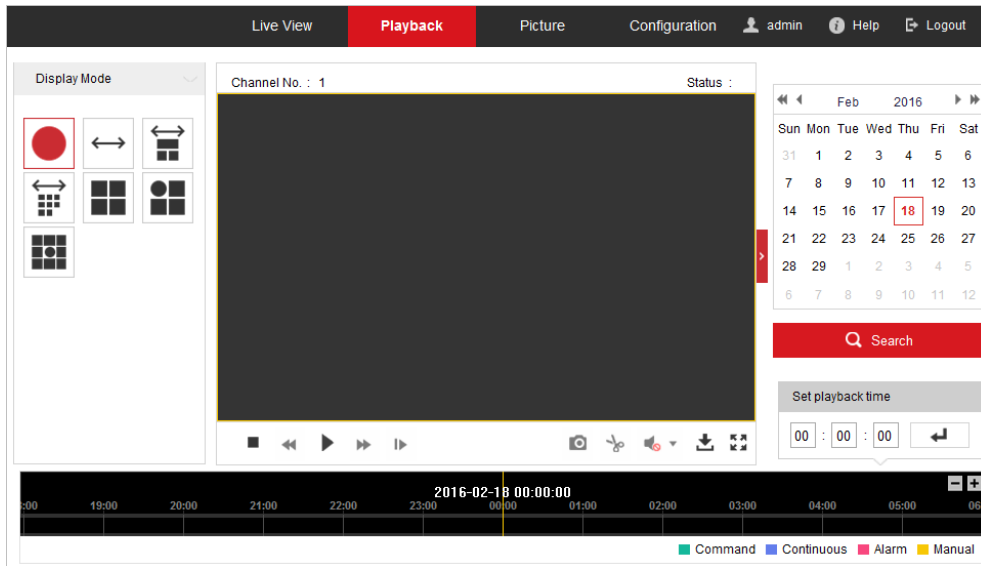 Live View Playback Picture Configuration admin Help Logout
Display Mode
Channel No. : 1 Status :
Feb 2016
Sun Mon Tue Wed Thu Fri Sat
31 1 2 3 4 5 6
7 8 9 10 11 12 13
14 15 16 17 18 19 20
21 22 23 24 25 26 27
28 29 1 2 3 4 5
6 7 8 9 10 11 12
Search
Set playback time
00 : 00 : 00
2016-02-18 00:00:00
:00 19:00 20:00 21:00 22:00 23:00 00:00 01:00 02:00 03:00 04:00 05:00 06
Command Continuous Alarm Manual